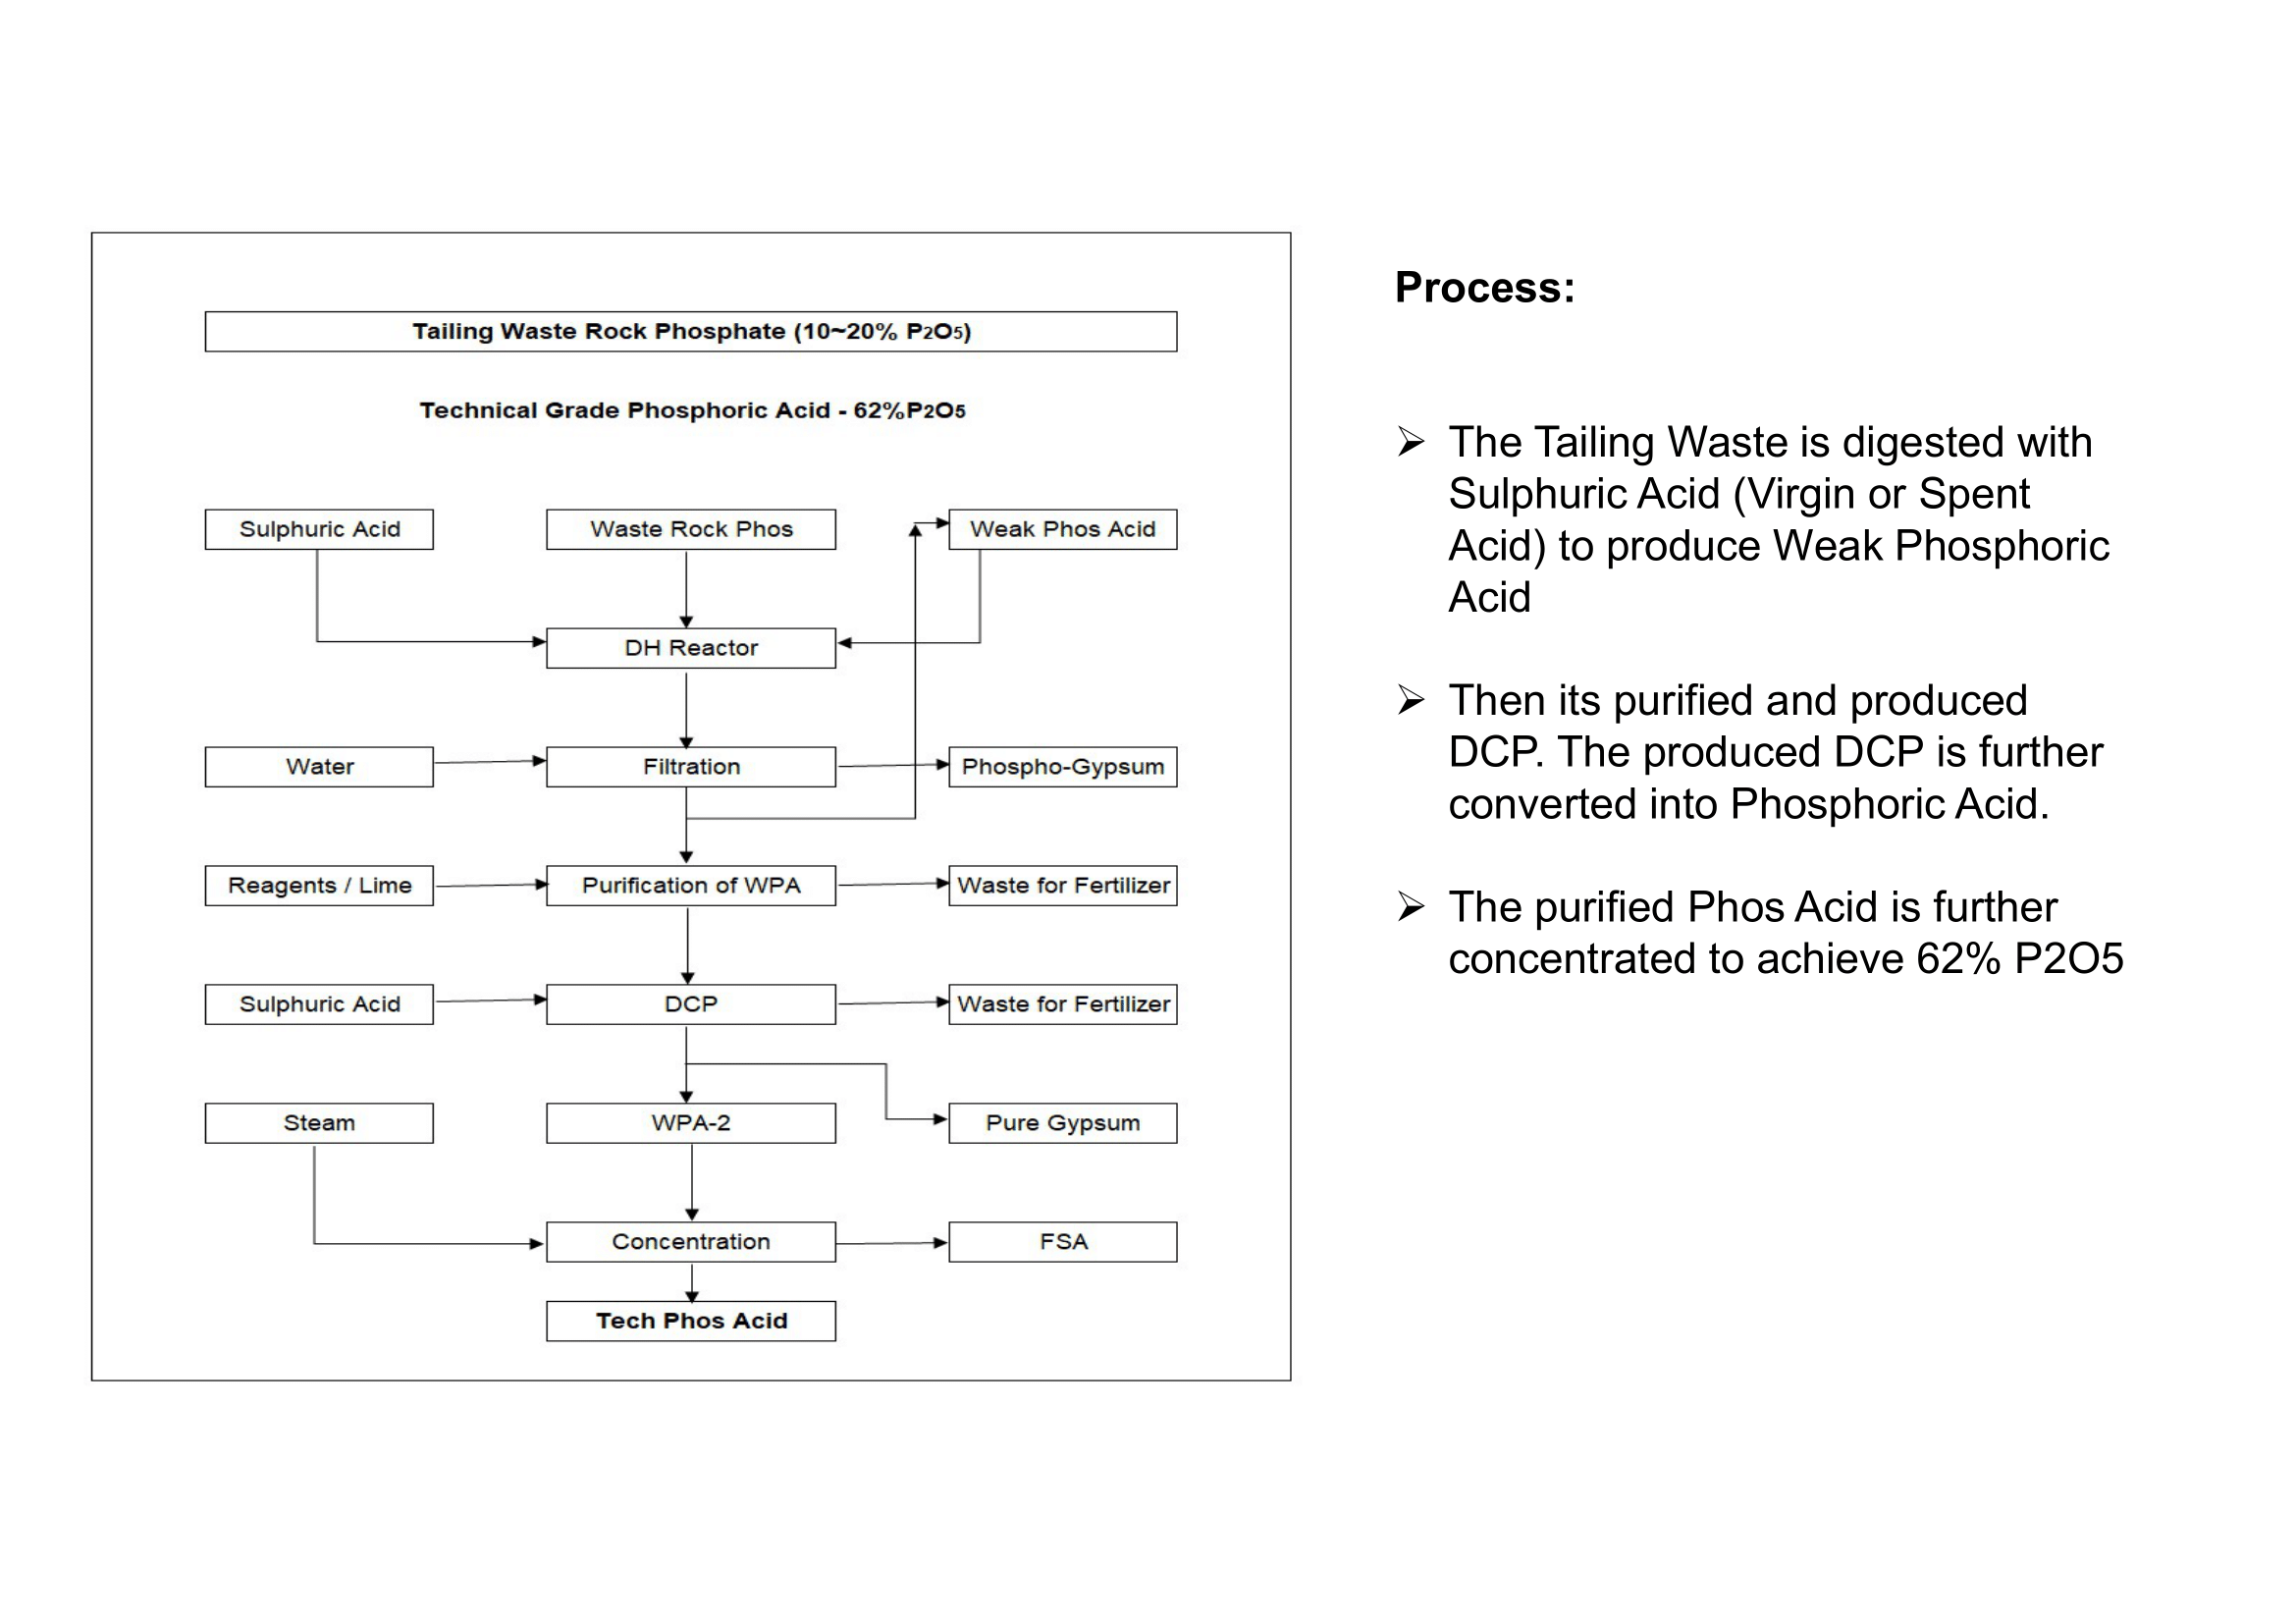 Tailing Waste Rock Phosphate (10~20% P2O5)
Technical Grade Phosphoric Acid - 62%P2O5
Sulphuric Acid
Waste Rock Phos
Weak Phos Acid
DH Reactor
Water
Filtration
Phospho-Gypsum
Reagents / Lime
Purification of WPA
Waste for Fertilizer
Sulphuric Acid
DCP
Waste for Fertilizer
Steam
WPA-2
Pure Gypsum
Concentration
FSA
Tech Phos Acid
Process:
The Tailing Waste is digested with
Sulphuric Acid (Virgin or Spent
Acid) to produce Weak Phosphoric
Acid
Then its purified and produced
DCP. The produced DCP is further
converted into Phosphoric Acid.
The purified Phos Acid is further
concentrated to achieve 62% P2O5